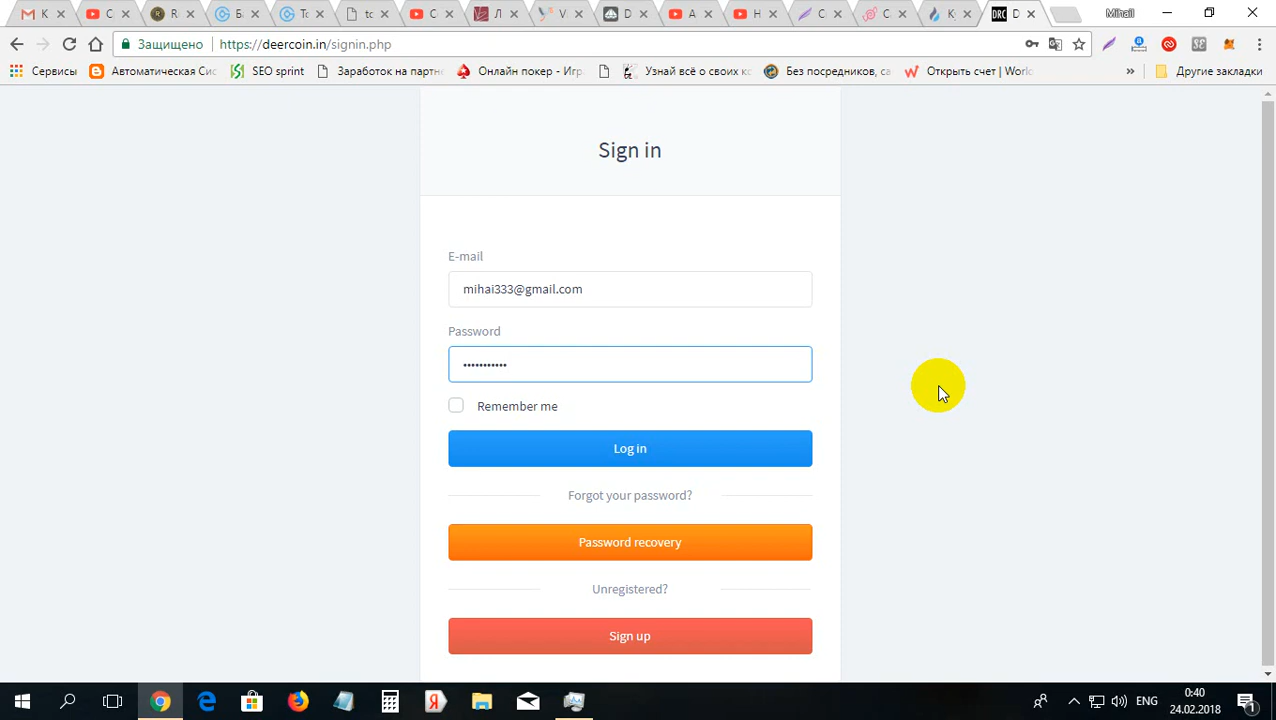 Mihail
Защищено
https://deercoin.in/signin.php
Сервисы
Автоматическая Сис
SEO sprint
Заработок на партн
Онлайн покер - Игр
Узнай всё о своих кс
Без посредников, са
Открыть счет | Worl
»
Другие закладки
Sign in
E-mail
mihai333@gmail.com
Password
•••••••••••
Remember me
Log in
Forgot your password?
Password recovery
Unregistered?
Sign up
ENG
0:40
24.02.2018